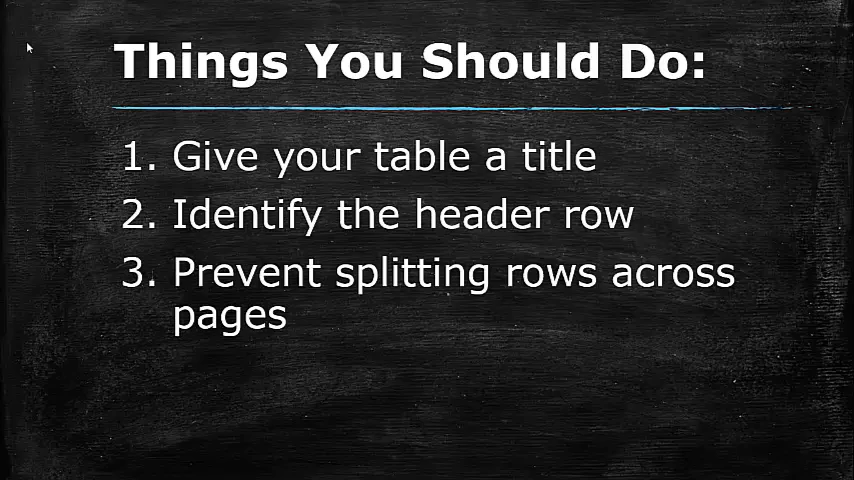 Things You Should Do:
1. Give your table a title
2. Identify the header row
3. Prevent splitting rows across
pages